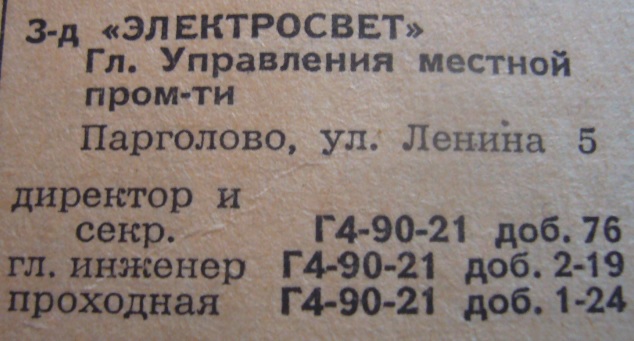 З-д «ЭЛЕКТРОСВЕТ»
Гл. Управления местной
пром-ти
Парголово, ул. Ленина 5
директор и
секр. Г4-90-21 доб. 76
гл. инженер Г4-90-21 доб. 2-19
проходная Г4-90-21 доб. 1-24